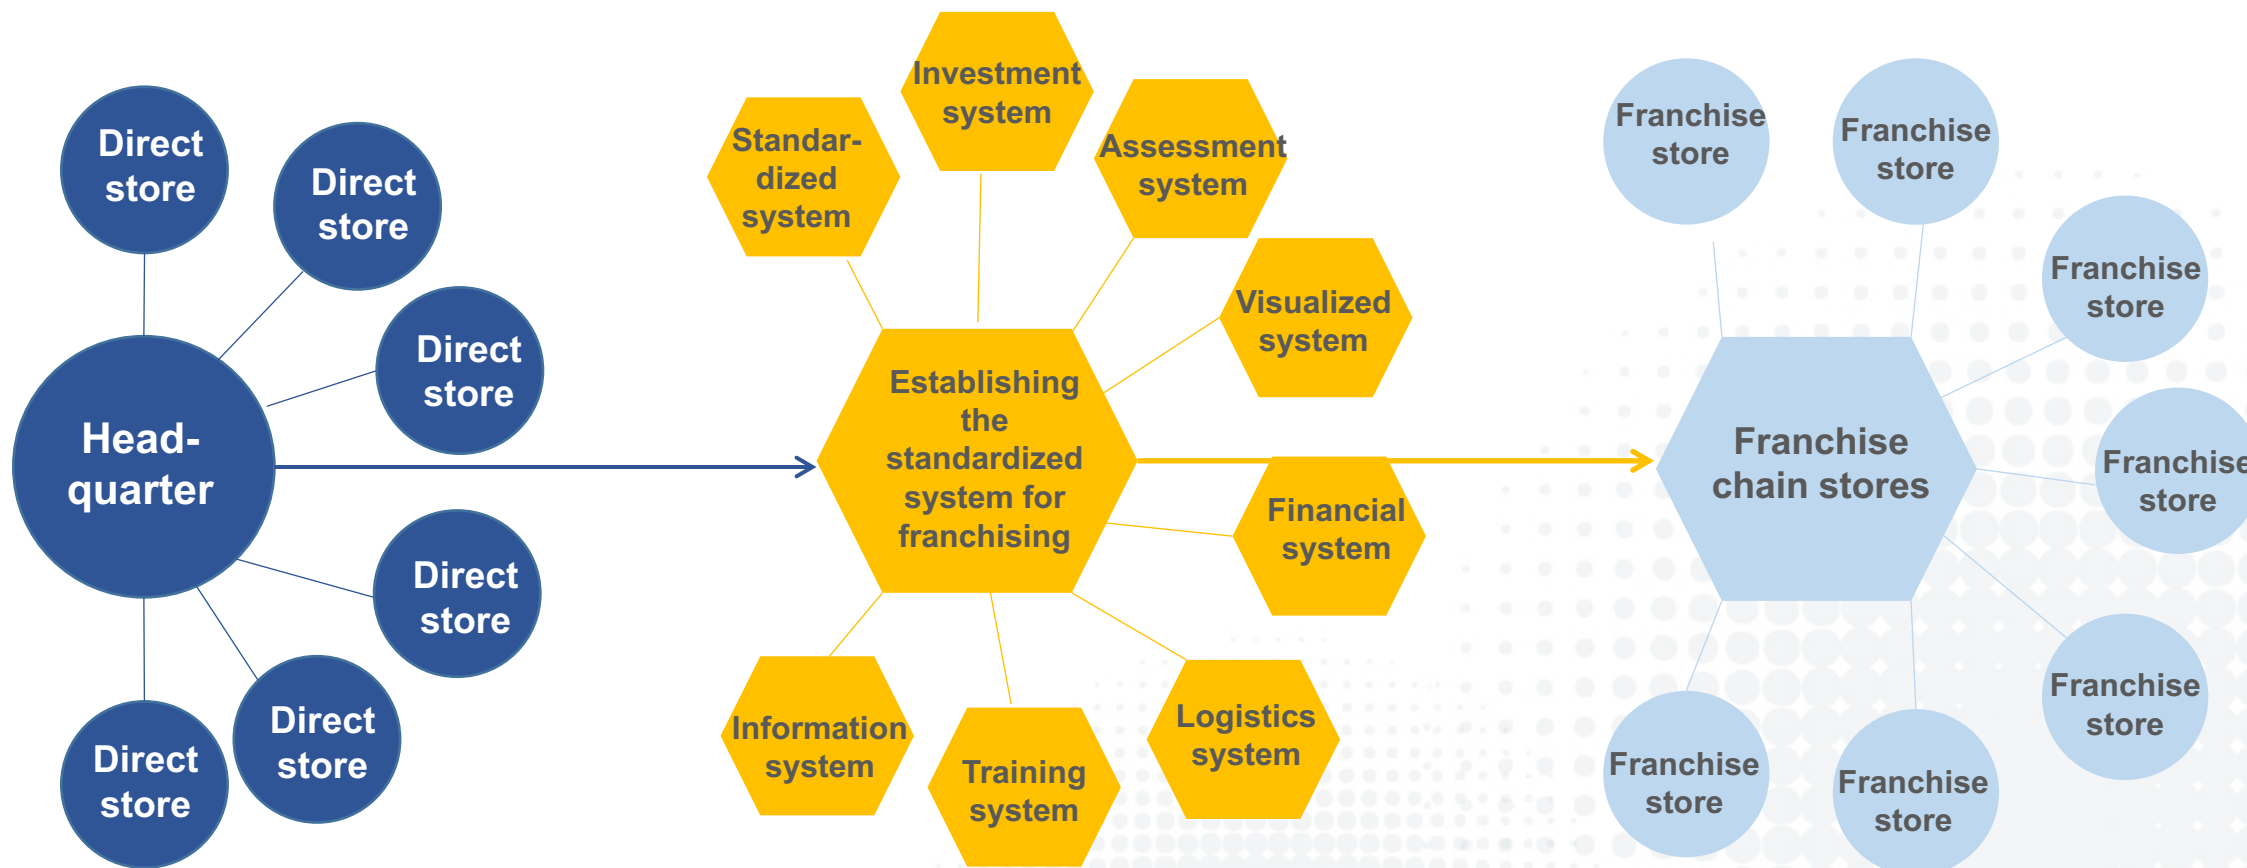 Direct
store
Direct
store
Direct
store
Head-
quarter
Direct
store
Direct
store
Direct
store
Investment
system
Standar-
dized
system
Assessment
system
Visualized
system
Establishing
the
standardized
system for
franchising
Financial
system
Information
system
Training
system
Logistics
system
Franchise
store
Franchise
store
Franchise
store
Franchise
chain stores
Franchise
store
Franchise
store
Franchise
store
Franchise
store